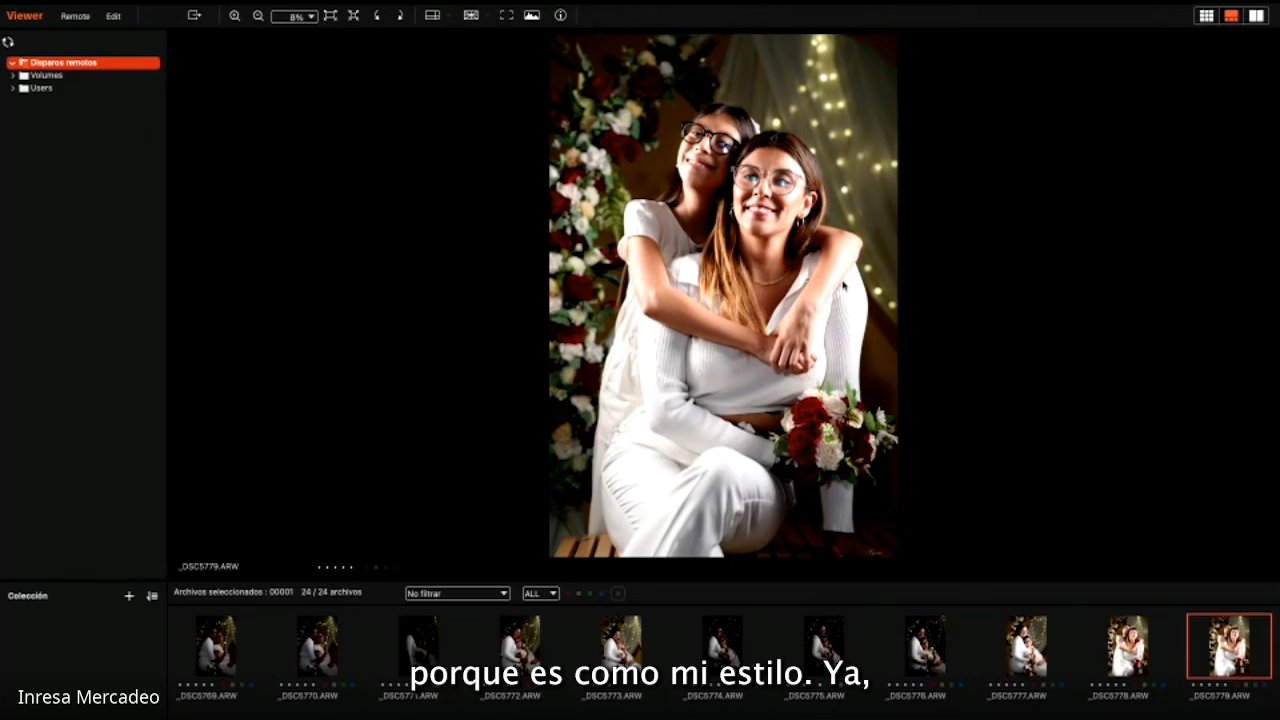 Viewer Remote Edit 8%
Disparos remotos
Volumes
Users
_DSC5779.ARW
Colección
Archivos seleccionados : 00001 24 / 24 archivos No filtrar ALL
_DSC5769.ARW _DSC5770.ARW _DSC5771.ARW _DSC5772.ARW _DSC5773.ARW _DSC5774.ARW _DSC5775.ARW _DSC5776.ARW _DSC5777.ARW _DSC5778.ARW _DSC5779.ARW
porque es como mi estilo. Ya,
Inresa Mercadeo